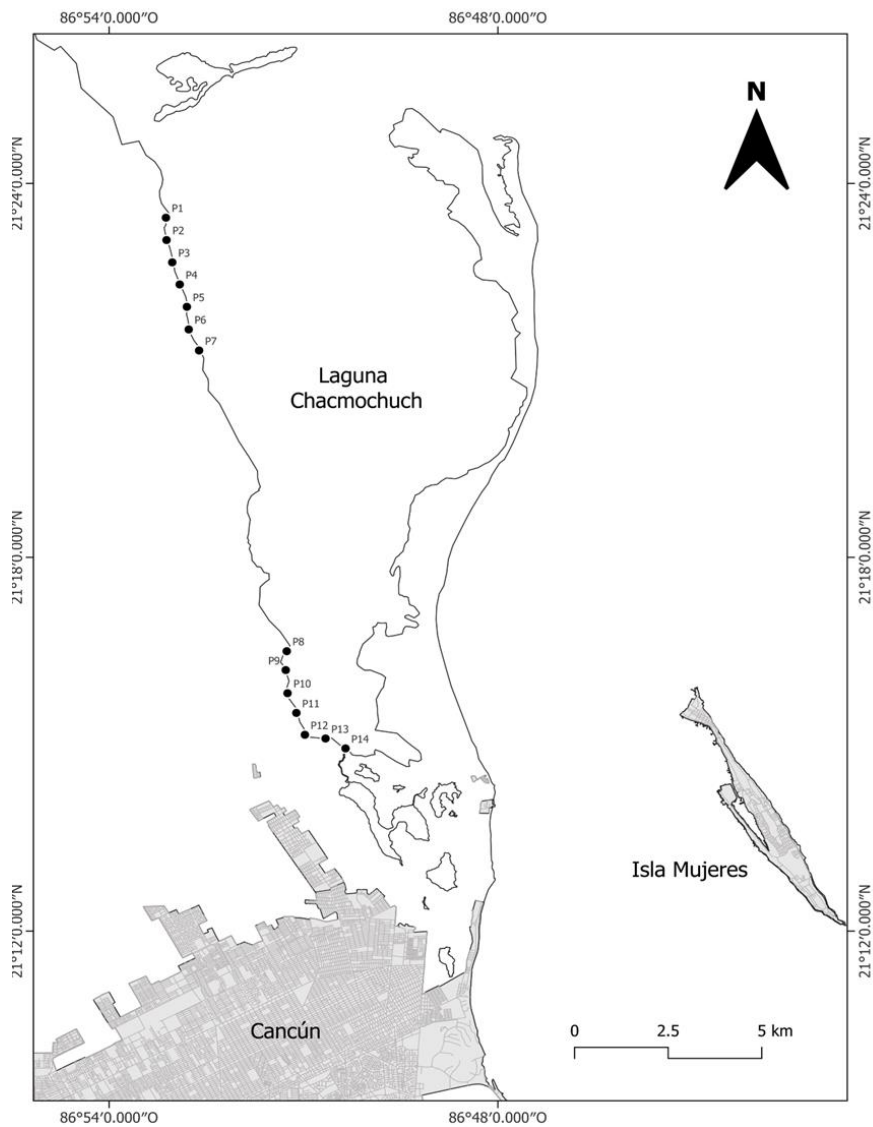 86°54'0.000"O
86°48'0.000"O
N
21°24'0.000"N
21°24'0.000"N
P1
P2
P3
P4
P5
P6
P7
Laguna
Chacmochuch
21°18'0.000"N
21°18'0.000"N
P8
P9
P10
P11
P12
P13
P14
Isla Mujeres
21°12'0.000"N
21°12'0.000"N
Cancún
0
2.5
5 km
86°54'0.000"O
86°48'0.000"O